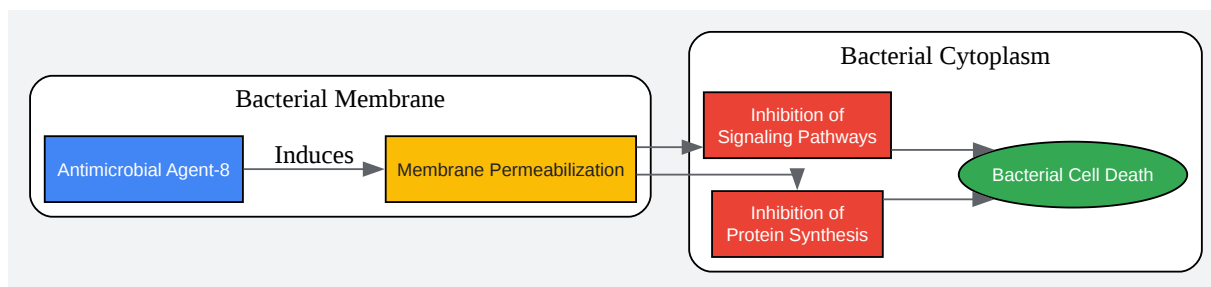 Bacterial Membrane
Antimicrobial Agent-8
Induces
Membrane Permeabilization
Bacterial Cytoplasm
Inhibition of
Signaling Pathways
Inhibition of
Protein Synthesis
Bacterial Cell Death